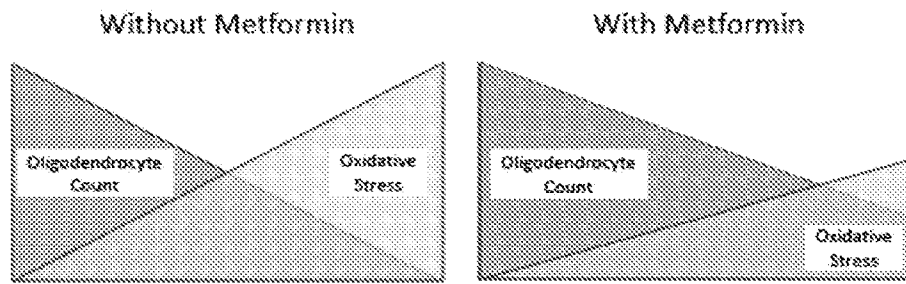 Without Metformin
With Metformin
Oligodendrocyte
Count
Oxidative
Stress
Oligodendrocyte
Count
Oxidative
Stress